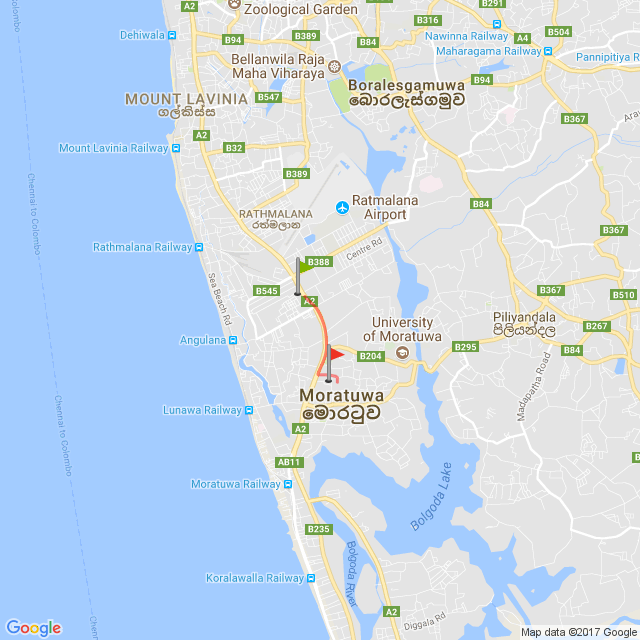 Chennai to Colombo
Zoological Garden
A2
B94
B389
B84
B316
B291
Nawinna Railway
A4
B504
Maharagama Railway
Dehiwala
B94
Bellanwila Raja
Maha Viharaya
Pannipitiya
MOUNT LAVINIA
ගල්කිස්ස
B547
Boralesgamuwa
බොරලැස්ගමුව
A2
B367
Mount Lavinia Railway
B32
B389
B84
RATHMALANA
රත්මලාන
Ratmalana
Airport
Chennai to Colombo
B367
Rathmalana Railway
B388
Centre Rd
Sea Beach Rd
B545
A2
B367
B510
Piliyandala
පිලියන්දල
University
of Moratuwa
B267
Angulana
B204
B295
B84
Madapatha Road
Moratuwa
මොරටුව
Lunawa Railway
A2
Chennai to Colombo
AB11
Moratuwa Railway
Bolgoda Lake
B235
Bolgoda River
Koralawalla Railway
A2
Diggala Rd
Google
Map data ©2017 Google